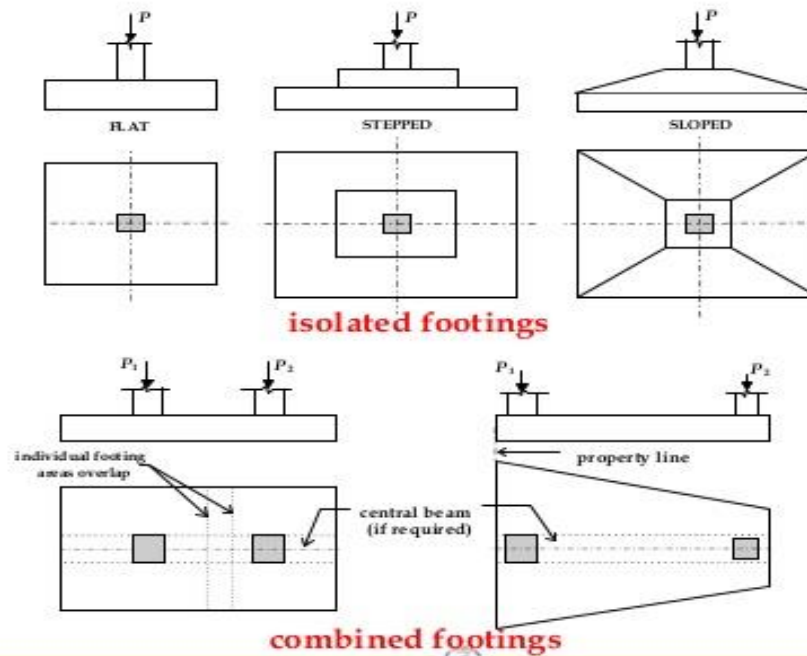 P
P
P
FLAT
STEPPED
SLOPED
isolated footings
P₁
P₂
P₁
P₂
individual footing
areas overlap
property line
central beam
(if required)
combined footings